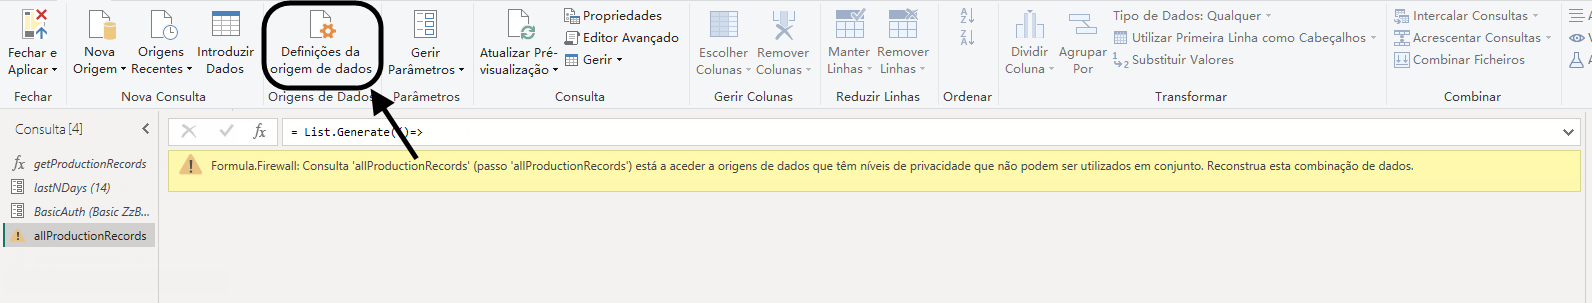 Fechar e
Aplicar
Fechar
Nova
Origem
Origens
Recentes
Introduzir
Dados
Nova Consulta
Definições da
origem de dados
Origens de Dados
Gerir
Parâmetros
Parâmetros
Atualizar Pré-
visualização
Propriedades
Editor Avançado
Gerir
Consulta
Escolher
Colunas
Remover
Colunas
Gerir Colunas
Manter
Linhas
Remover
Linhas
Reduzir Linhas
A
Z
Z
A
Ordenar
Dividir
Coluna
Agrupar
Por
Tipo de Dados: Qualquer
Utilizar Primeira Linha como Cabeçalhos
1
2
Substituir Valores
Transformar
Intercalar Consultas
Acrescentar Consultas
Combinar Ficheiros
Combinar
A
V
A
Consulta [4]
fx getProductionRecords
lastNDays (14)
BasicAuth (Basic ZzB...
allProductionRecords
fx
= List.Generate(()=>
Formula.Firewall: Consulta 'allProductionRecords' (passo 'allProductionRecords') está a aceder a origens de dados que têm níveis de privacidade que não podem ser utilizados em conjunto. Reconstrua esta combinação de dados.